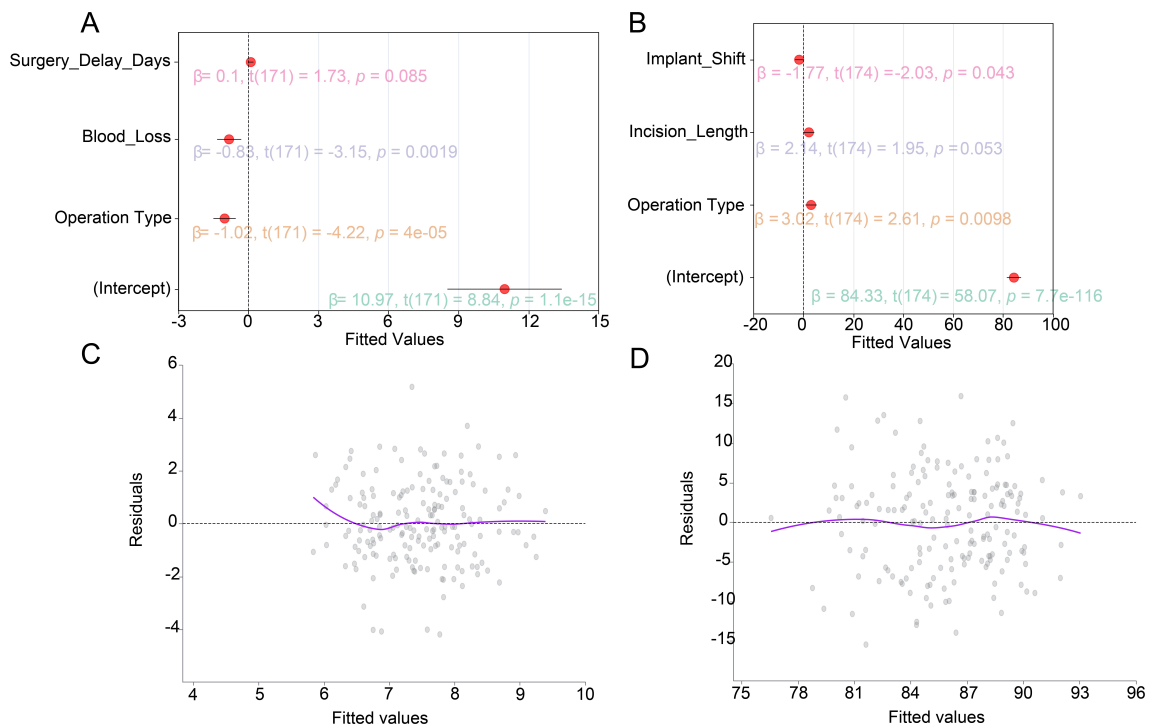 A
Surgery_Delay_Days
β= 0.1, t(171) = 1.73, p = 0.085
Blood_Loss
β= -0.83, t(171) = -3.15, p = 0.0019
Operation Type
β= -1.02, t(171) = -4.22, p = 4e-05
(Intercept)
β= 10.97, t(171) = 8.84, p = 1.1e-15
-3 0 3 6 9 12 15
Fitted Values
B
Implant_Shift
β = -1.77, t(174) =-2.03, p = 0.043
Incision_Length
β = 2.14, t(174) = 1.95, p =0.053
Operation Type
β = 3.02, t(174) = 2.61, p = 0.0098
(Intercept)
β = 84.33, t(174) = 58.07, p = 7.7e-116
-20 0 20 40 60 80 100
Fitted Values
C
Residuals
6
4
2
0
-2
-4
4 5 6 7 8 9 10
Fitted values
D
Residuals
20
15
10
5
0
-5
-10
-15
75 78 81 84 87 90 93 96
Fitted values